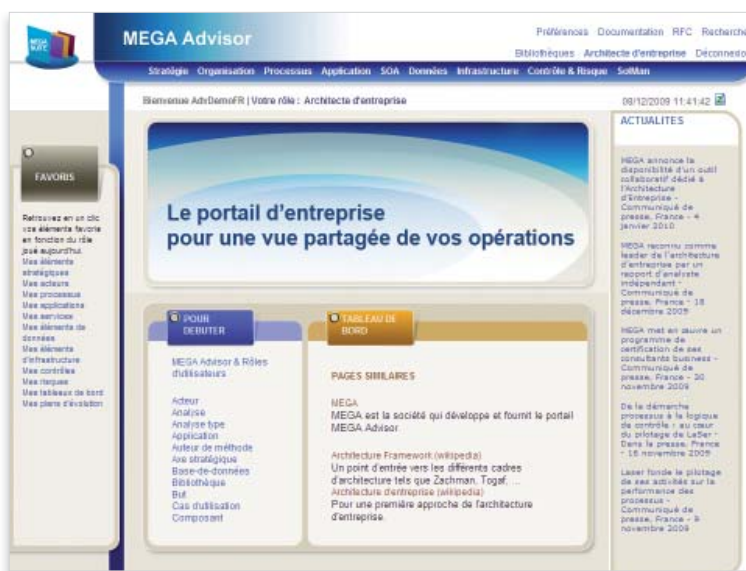 MEGA SUITE
MEGA Advisor
Préférences Documentation RFC Recherche
Bibliothèques Architecte d'entreprise Déconnexio
Stratégie Organisation Processus Application SOA Données Infrastructure Contrôle & Risque SolMan
Bienvenue AdvDemoFR | Votre rôle : Architecte d'entreprise
09/12/2009 11:41:42
FAVORIS
Retrouvez en un clic
vos éléments favoris
en fonction du rôle
joué aujourd'hui.
Mes éléments
stratégiques
Mes acteurs
Mes processus
Mes applications
Mes services
Mes éléments de
données
Mes éléments
d'infrastructure
Mes contrôles
Mes risques
Mes tableaux de bord
Mes plans d'évolution
Le portail d'entreprise
pour une vue partagée de vos opérations
POUR
DEBUTER
MEGA Advisor & Rôles
d'utilisateurs
Acteur
Analyse
Analyse type
Application
Auteur de méthode
Axe stratégique
Base-de-données
Bibliothèque
But
Cas d'utilisation
Composant
TABLEAU DE
BORD
PAGES SIMILAIRES
MEGA
MEGA est la société qui développe et fournit le portail
MEGA Advisor.
Architecture Framework (wikipedia)
Un point d'entrée vers les différents cadres
d'architecture tels que Zachman, Togaf, ...
Architecture d'entreprise (wikipedia)
Pour une première approche de l'architecture
d'entreprise.
ACTUALITES
MEGA annonce la
disponibilité d'un outil
collaboratif dédié à
l'Architecture
d'Entreprise -
Communiqué de
presse, France - 4
janvier 2010
MEGA reconnu comme
leader de l'architecture
d'entreprise par un
rapport d'analyste
indépendant -
Communiqué de
presse, France - 18
décembre 2009
MEGA met en œuvre un
programme de
certification de ses
consultants business -
Communiqué de
presse, France - 20
novembre 2009
De la démarche
processus à la logique
de contrôle : au cœur
du pilotage de LaSer -
Dans la presse, France
- 16 novembre 2009
Laser fonde le pilotage
de ses activités sur la
performance des
processus -
Communiqué de
presse, France - 9
novembre 2009